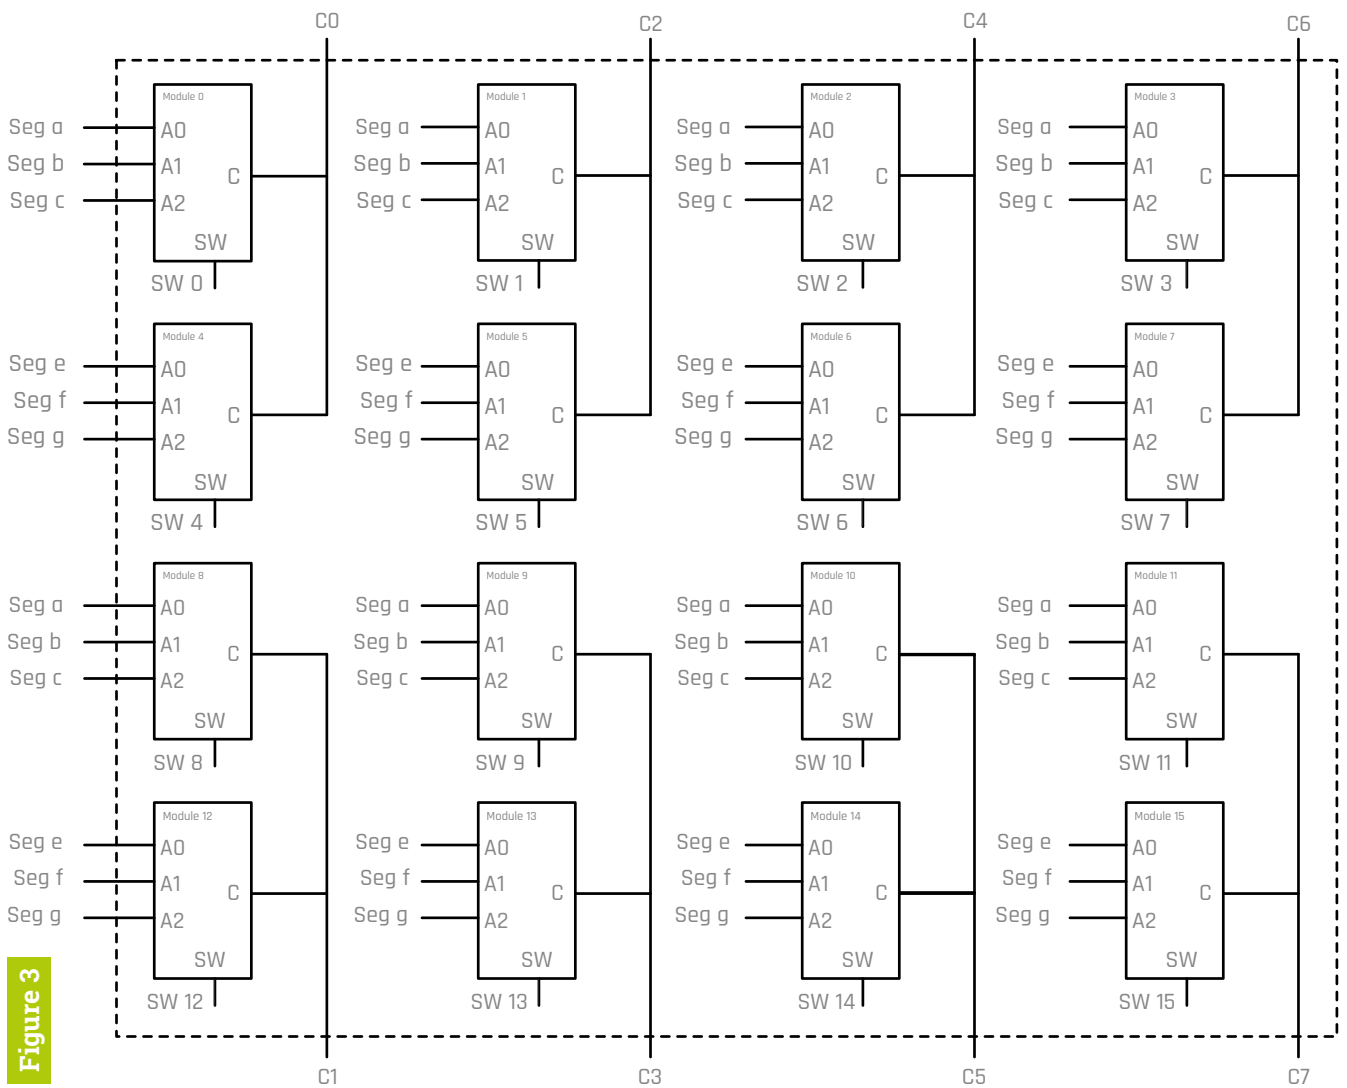 C0 C2 C4 C6
Module 0 Module 1 Module 2 Module 3
Seg a A0 Seg a A0 Seg a A0 Seg a A0
Seg b A1 C Seg b A1 C Seg b A1 C Seg b A1 C
Seg c A2 Seg c A2 Seg c A2 Seg c A2
SW SW SW SW
SW 0 SW 1 SW 2 SW 3
Module 4 Module 5 Module 6 Module 7
Seg e A0 Seg e A0 Seg e A0 Seg e A0
Seg f A1 C Seg f A1 C Seg f A1 C Seg f A1 C
Seg g A2 Seg g A2 Seg g A2 Seg g A2
SW SW SW SW
SW 4 SW 5 SW 6 SW 7
Module 8 Module 9 Module 10 Module 11
Seg a A0 Seg a A0 Seg a A0 Seg a A0
Seg b A1 C Seg b A1 C Seg b A1 C Seg b A1 C
Seg c A2 Seg c A2 Seg c A2 Seg c A2
SW SW SW SW
SW 8 SW 9 SW 10 SW 11
Module 12 Module 13 Module 14 Module 15
Seg e A0 Seg e A0 Seg e A0 Seg e A0
Seg f A1 C Seg f A1 C Seg f A1 C Seg f A1 C
Seg g A2 Seg g A2 Seg g A2 Seg g A2
SW SW SW SW
SW 12 SW 13 SW 14 SW 15
C1 C3 C5 C7
Figure 3